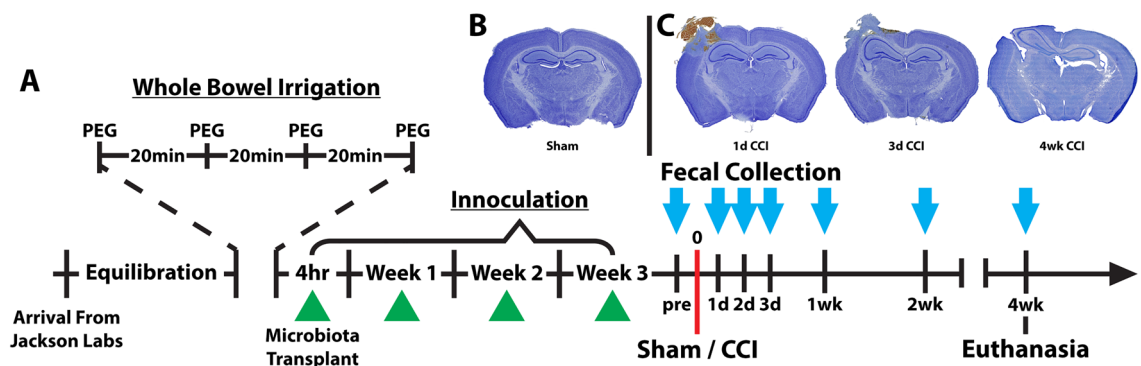 A
Whole Bowel Irrigation
PEG PEG PEG PEG
20min 20min 20min
B
Sham
C
1d CCI 3d CCI 4wk CCI
Fecal Collection
Innoculation
0
Equilibration 4hr Week 1 Week 2 Week 3
pre 1d 2d 3d 1wk 2wk 4wk
Arrival From
Jackson Labs
Microbiota
Transplant
Sham / CCI
Euthanasia